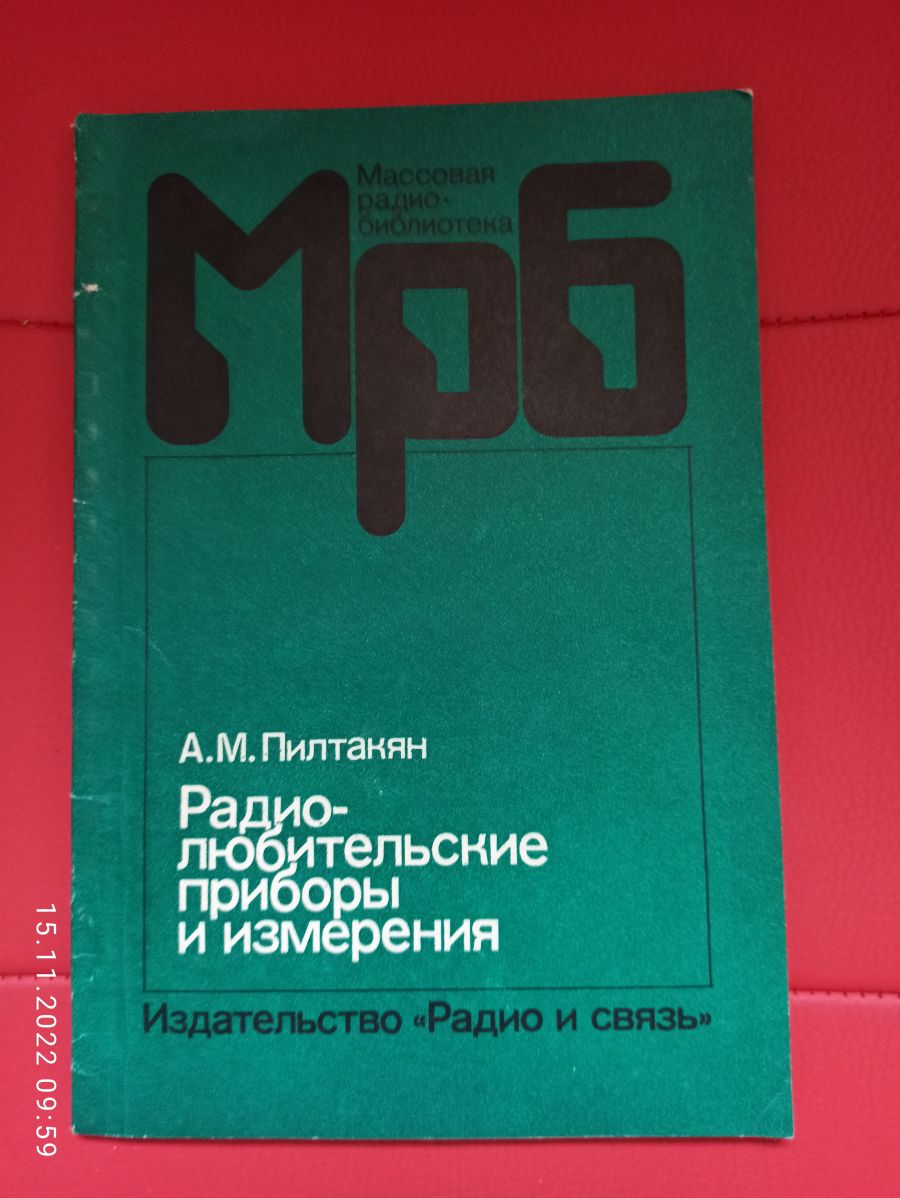 Массовая
радио-
библиотека
Мрб
А.М.Пилтакян
Радио-
любительские
приборы
и измерения
Издательство «Радио и связь»
15.11.2022 09:59